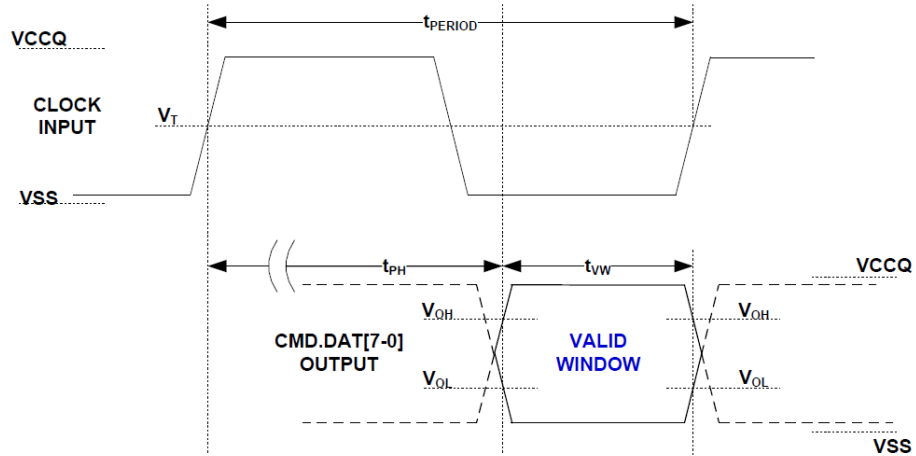 tPERIOD
VCCQ
CLOCK
INPUT
VT
VSS
tPH
tVW
VCCQ
VOH
VOH
CMD.DAT[7-0]
OUTPUT
VALID
WINDOW
VOL
VOL
VSS